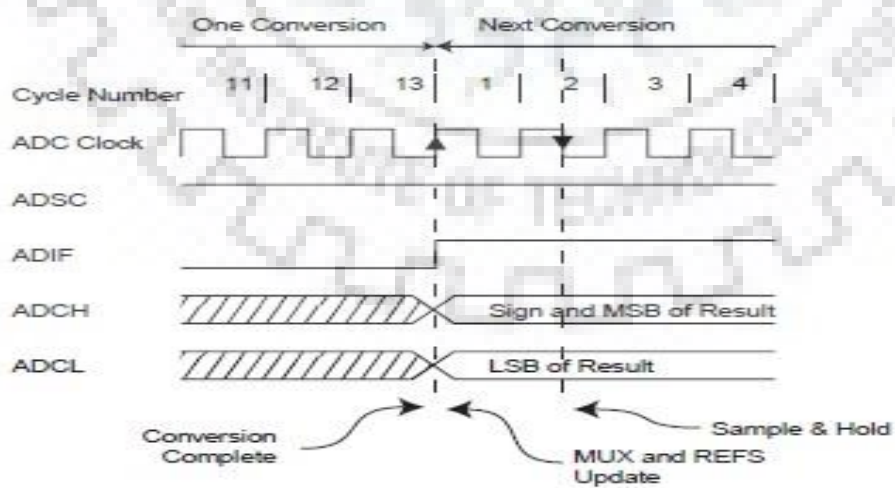 One Conversion Next Conversion
Cycle Number 11 12 13 1 2 3 4
ADC Clock
ADSC
ADIF
ADCH Sign and MSB of Result
ADCL LSB of Result
Conversion Complete
MUX and REFS Update
Sample & Hold